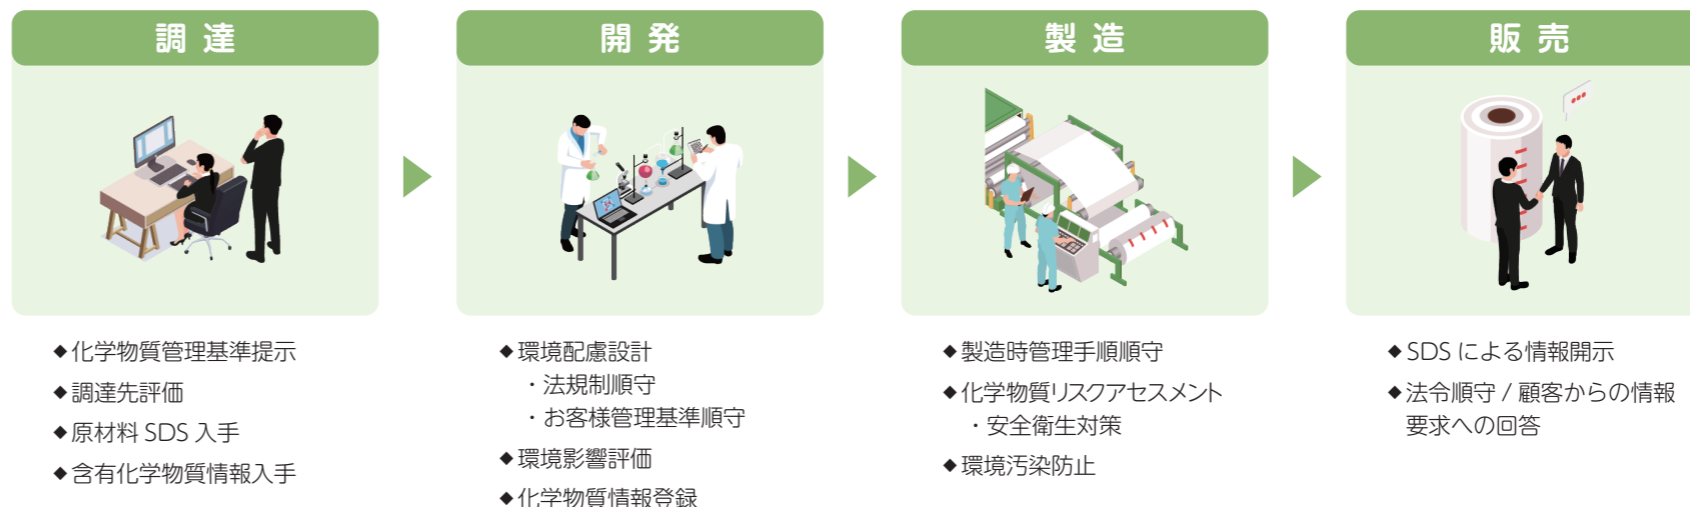 調達
◆化学物質管理基準提示
◆調達先評価
◆原材料 SDS 入手
◆含有化学物質情報入手
開発
◆環境配慮設計
・法規制順守
・お客様管理基準順守
◆環境影響評価
◆化学物質情報登録
製造
◆製造時管理手順順守
◆化学物質リスクアセスメント
・安全衛生対策
◆環境汚染防止
販売
◆SDS による情報開示
◆法令順守 / 顧客からの情報
要求への回答